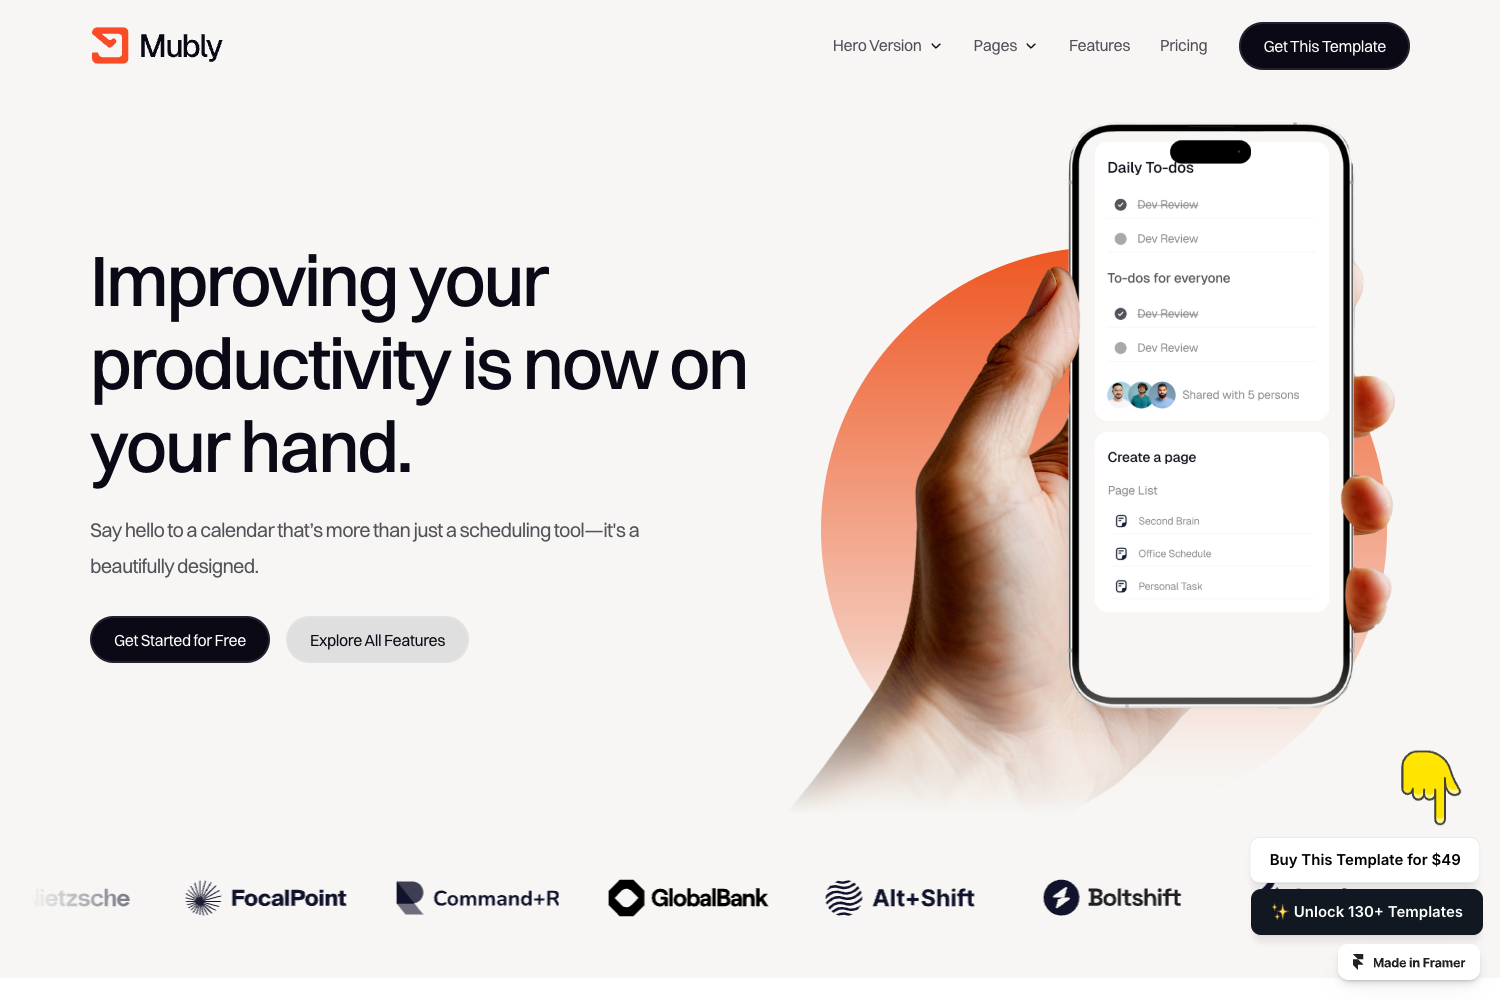 Mubly
Hero Version
Pages
Features
Pricing
Get This Template
Improving your
productivity is now on
your hand.
Say hello to a calendar that's more than just a scheduling tool—it's a
beautifully designed.
Get Started for Free
Explore All Features
Daily To-dos
Dev Review
Dev Review
To-dos for everyone
Dev Review
Dev Review
Shared with 5 persons
Create a page
Page List
Second Brain
Office Schedule
Personal Task
Nietzsche
FocalPoint
Command+R
GlobalBank
Alt+Shift
Boltshift
Buy This Template for $49
✨ Unlock 130+ Templates
Made in Framer